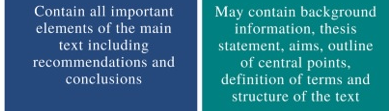 Contain all important
elements of the main
text including
recommendations and
conclusions
May contain background
information, thesis
statement, aims, outline
of central points,
definition of terms and
structure of the text